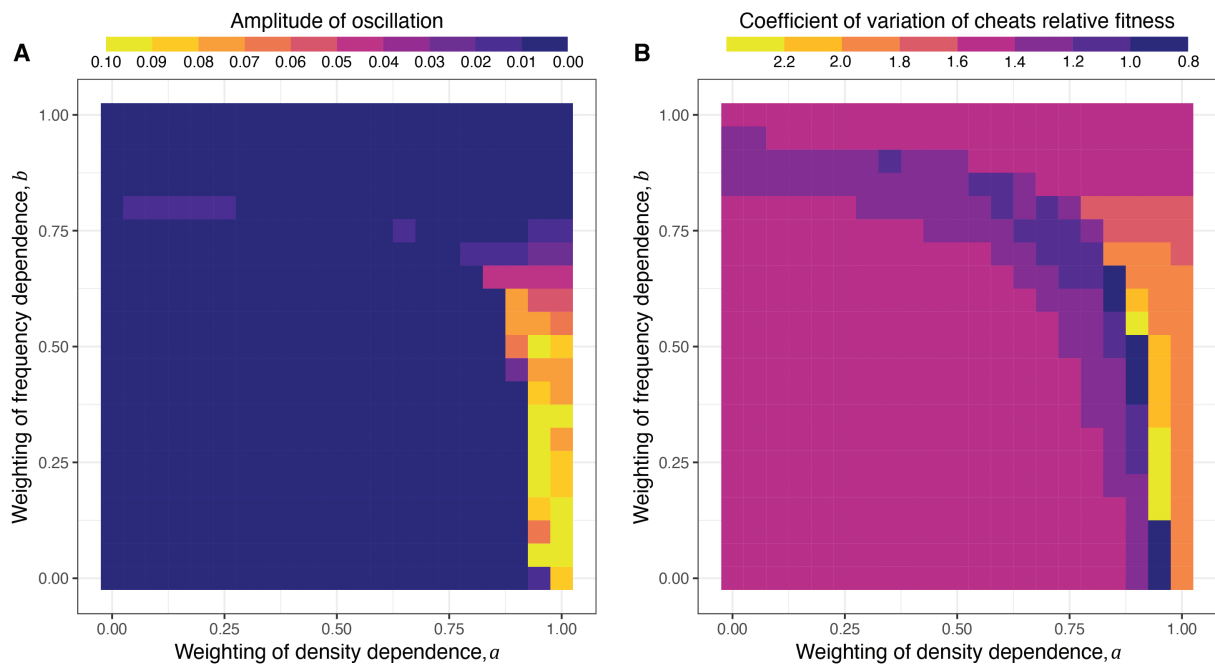 A
Amplitude of oscillation
0.10 0.09 0.08 0.07 0.06 0.05 0.04 0.03 0.02 0.01 0.00
Weighting of frequency dependence, b
1.00
0.75
0.50
0.25
0.00
0.00 0.25 0.50 0.75 1.00
Weighting of density dependence, a
B
Coefficient of variation of cheats relative fitness
2.2 2.0 1.8 1.6 1.4 1.2 1.0 0.8
Weighting of frequency dependence, b
1.00
0.75
0.50
0.25
0.00
0.00 0.25 0.50 0.75 1.00
Weighting of density dependence, a